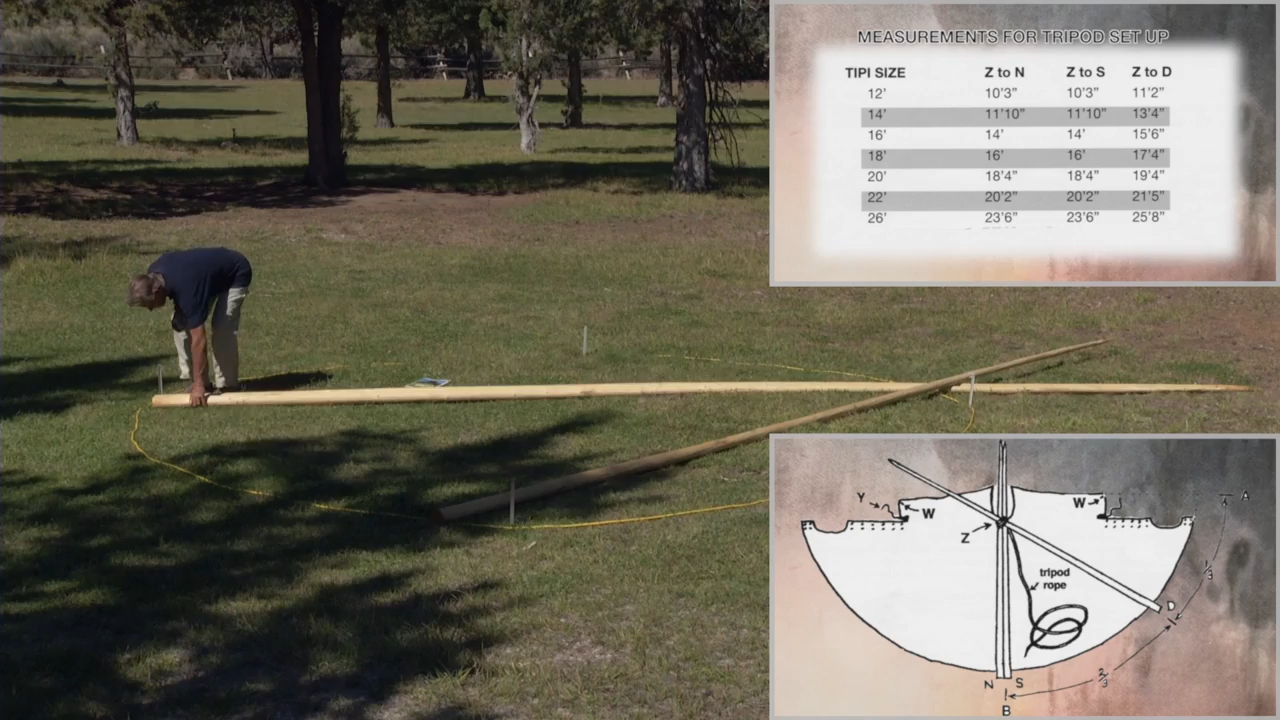 MEASUREMENTS FOR TRIPOD SET UP
TIPI SIZE Z to N Z to S Z to D
12' 10'3" 10'3" 11'2"
14' 11'10" 11'10" 13'4"
16' 14' 14' 15'6"
18' 16' 16' 17'4"
20' 18'4" 18'4" 19'4"
22' 20'2" 20'2" 21'5"
26' 23'6" 23'6" 25'8"
Y W W A
Z
tripod
rope
1/3
D
2/3
N S
B